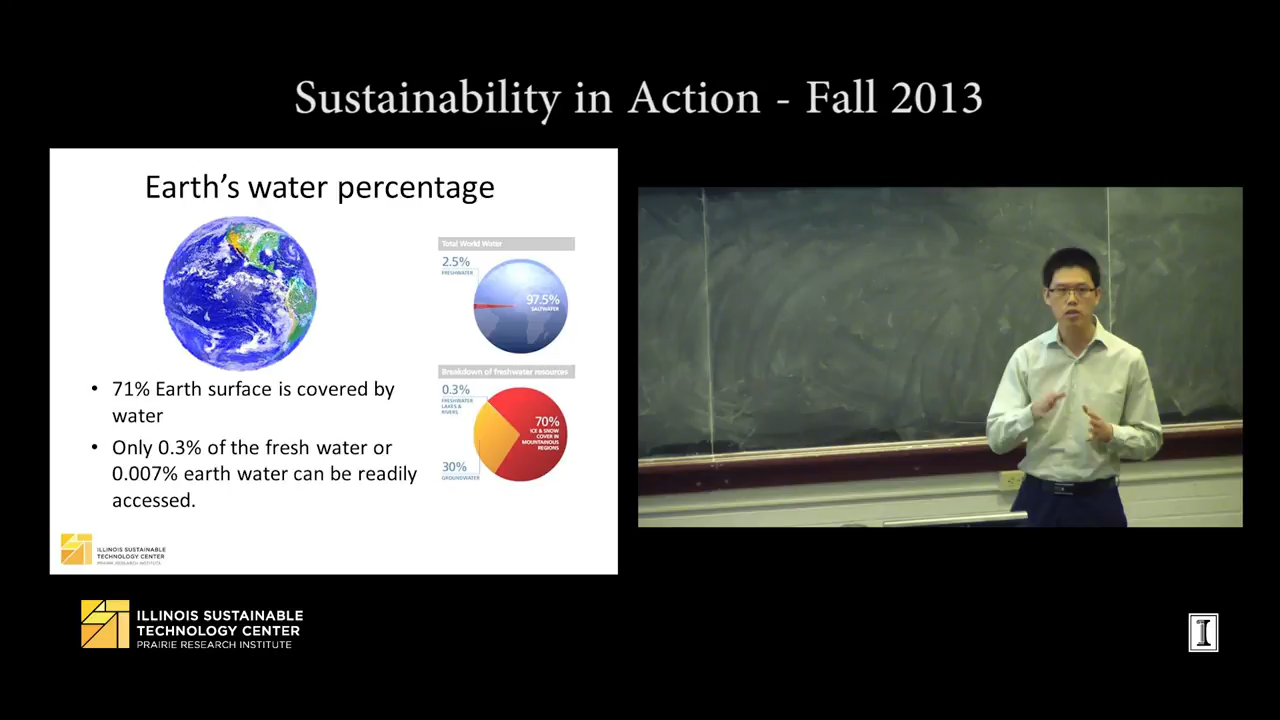 Sustainability in Action - Fall 2013
Earth's water percentage
• 71% Earth surface is covered by
water
• Only 0.3% of the fresh water or
0.007% earth water can be readily
accessed.
Total World Water
2.5%
FRESHWATER
97.5%
SALTWATER
Breakdown of freshwater resources
0.3%
FRESHWATER
LAKES &
RIVERS
70%
ICE & SNOW
COVER IN
MOUNTAINOUS
REGIONS
30%
GROUNDWATER
ILLINOIS SUSTAINABLE
TECHNOLOGY CENTER
PRAIRIE RESEARCH INSTITUTE
ILLINOIS SUSTAINABLE
TECHNOLOGY CENTER
PRAIRIE RESEARCH INSTITUTE
I